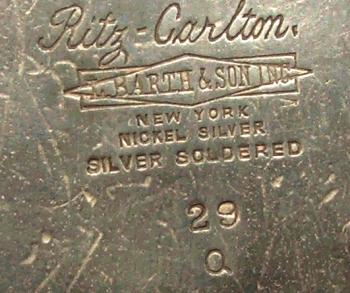 Ritz-Carlton.
L. BARTH & SON INC
NEW YORK
NICKEL SILVER
SILVER SOLDERED
29
Q